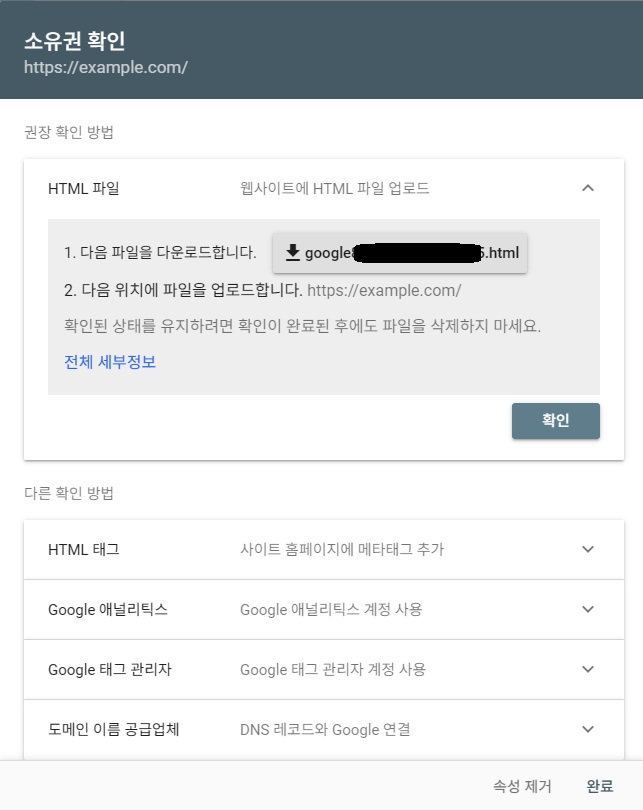 소유권 확인
https://example.com/
권장 확인 방법
HTML 파일 웹사이트에 HTML 파일 업로드
1. 다음 파일을 다운로드합니다. google 5.html
2. 다음 위치에 파일을 업로드합니다. https://example.com/
확인된 상태를 유지하려면 확인이 완료된 후에도 파일을 삭제하지 마세요.
전체 세부정보
확인
다른 확인 방법
HTML 태그 사이트 홈페이지에 메타태그 추가
Google 애널리틱스 Google 애널리틱스 계정 사용
Google 태그 관리자 Google 태그 관리자 계정 사용
도메인 이름 공급업체 DNS 레코드와 Google 연결
속성 제거 완료